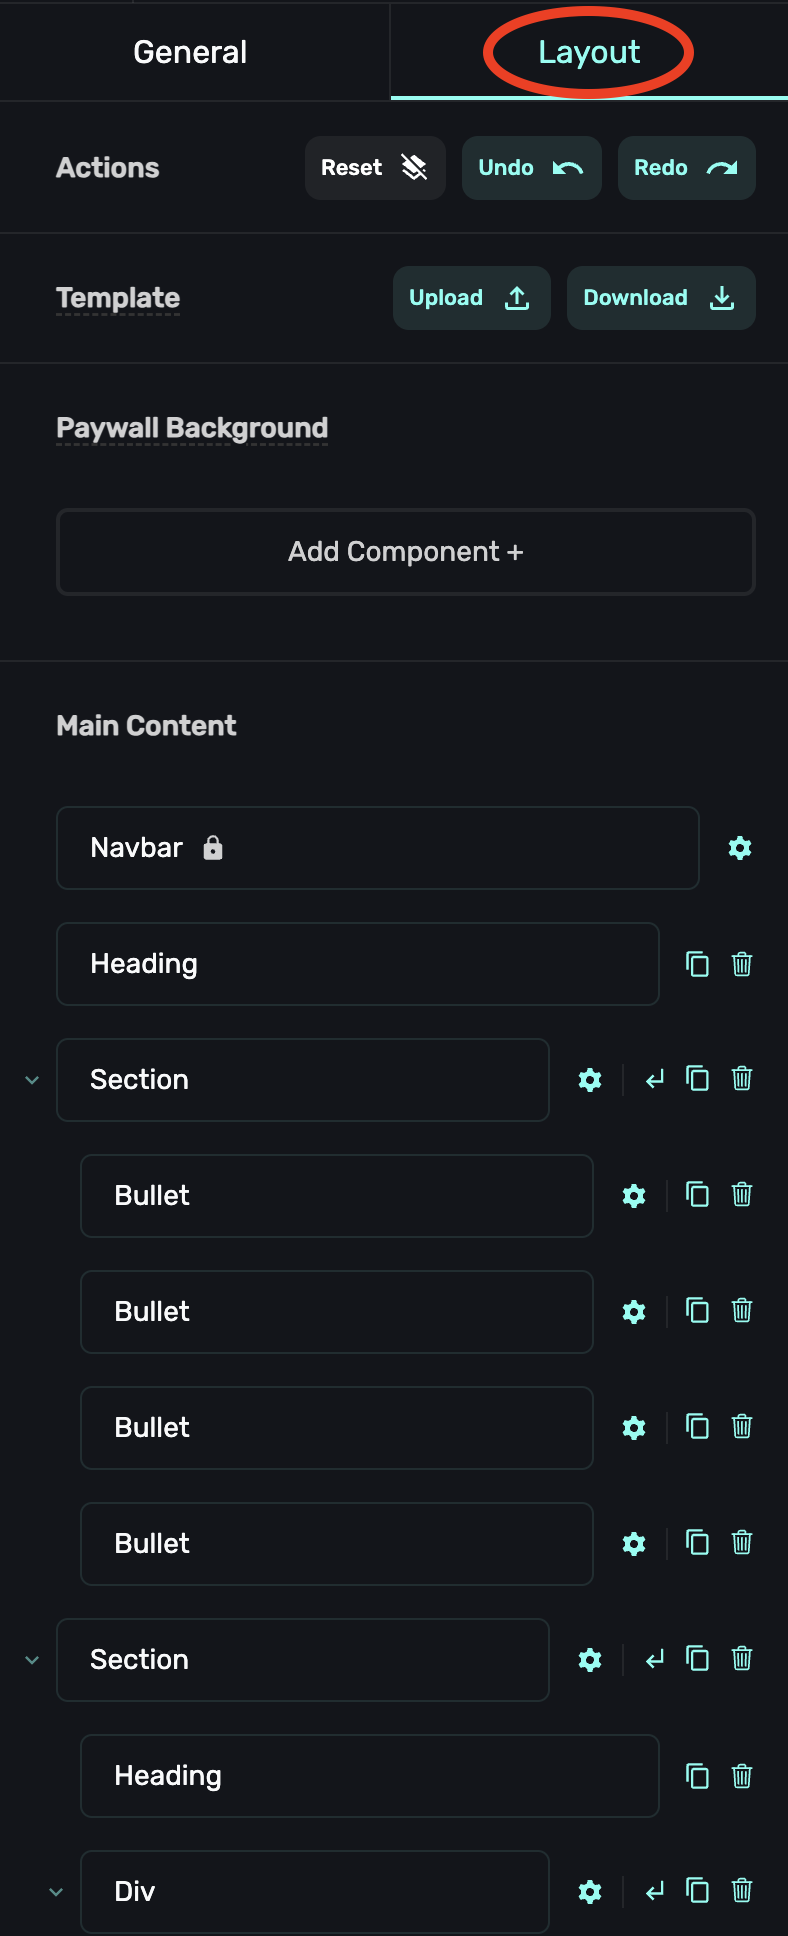 General Layout
Actions Reset Undo Redo
Template Upload Download
Paywall Background
Add Component +
Main Content
Navbar
Heading
Section
Bullet
Bullet
Bullet
Bullet
Section
Heading
Div